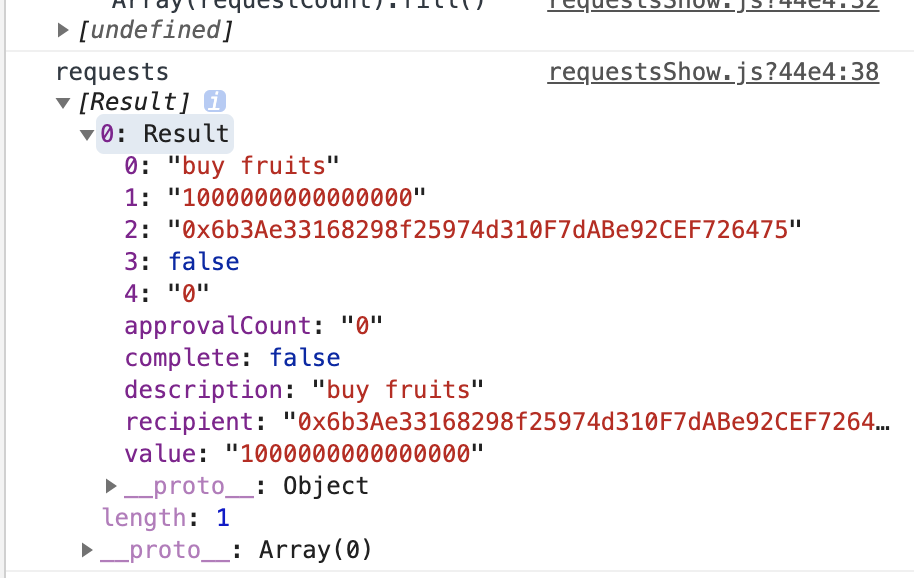 Array(requestCount).fill() requestsShow.js?44e4:32
▶ [undefined]
requests requestsShow.js?44e4:38
▼ [Result] i
▼ 0: Result
0: "buy fruits"
1: "1000000000000000"
2: "0x6b3Ae33168298f25974d310F7dABe92CEF726475"
3: false
4: "0"
approvalCount: "0"
complete: false
description: "buy fruits"
recipient: "0x6b3Ae33168298f25974d310F7dABe92CEF7264…
value: "1000000000000000"
▶ __proto__: Object
length: 1
▶ __proto__: Array(0)